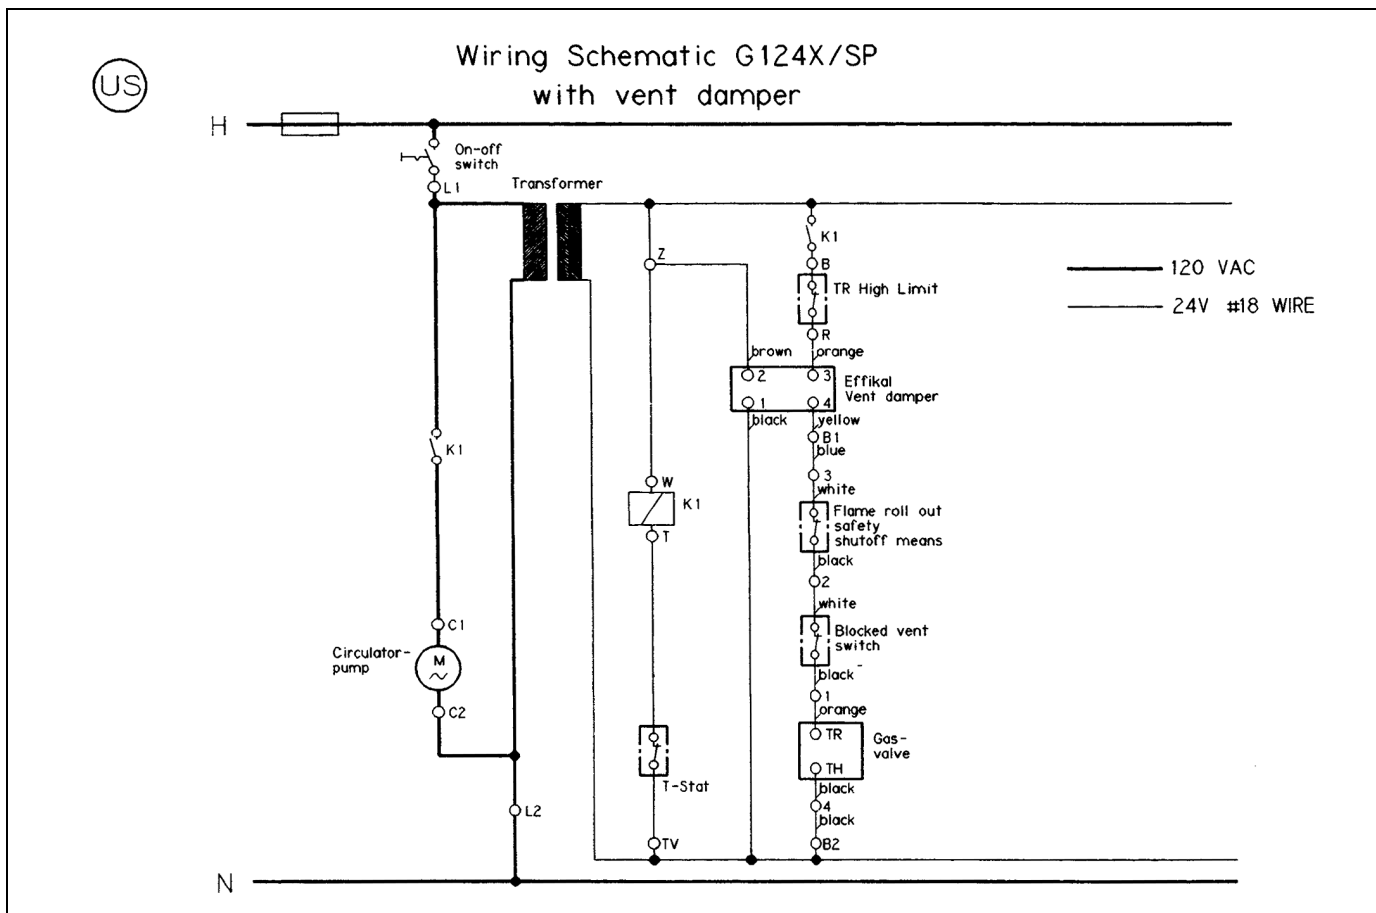 Wiring Schematic G124X/SP
with vent damper
US
H
On-off
switch
L1
Transformer
K1
Z
B
TR High Limit
120 VAC
24V #18 WIRE
R
brown
orange
2
3
Effikal
Vent damper
1
4
black
yellow
B1
blue
K1
3
white
W
K1
Flame roll out
safety
shutoff means
T
black
2
white
C1
Blocked vent
switch
Circulator-
pump
M
black
1
orange
C2
TR
Gas-
valve
TH
T-Stat
black
4
black
L2
TV
B2
N